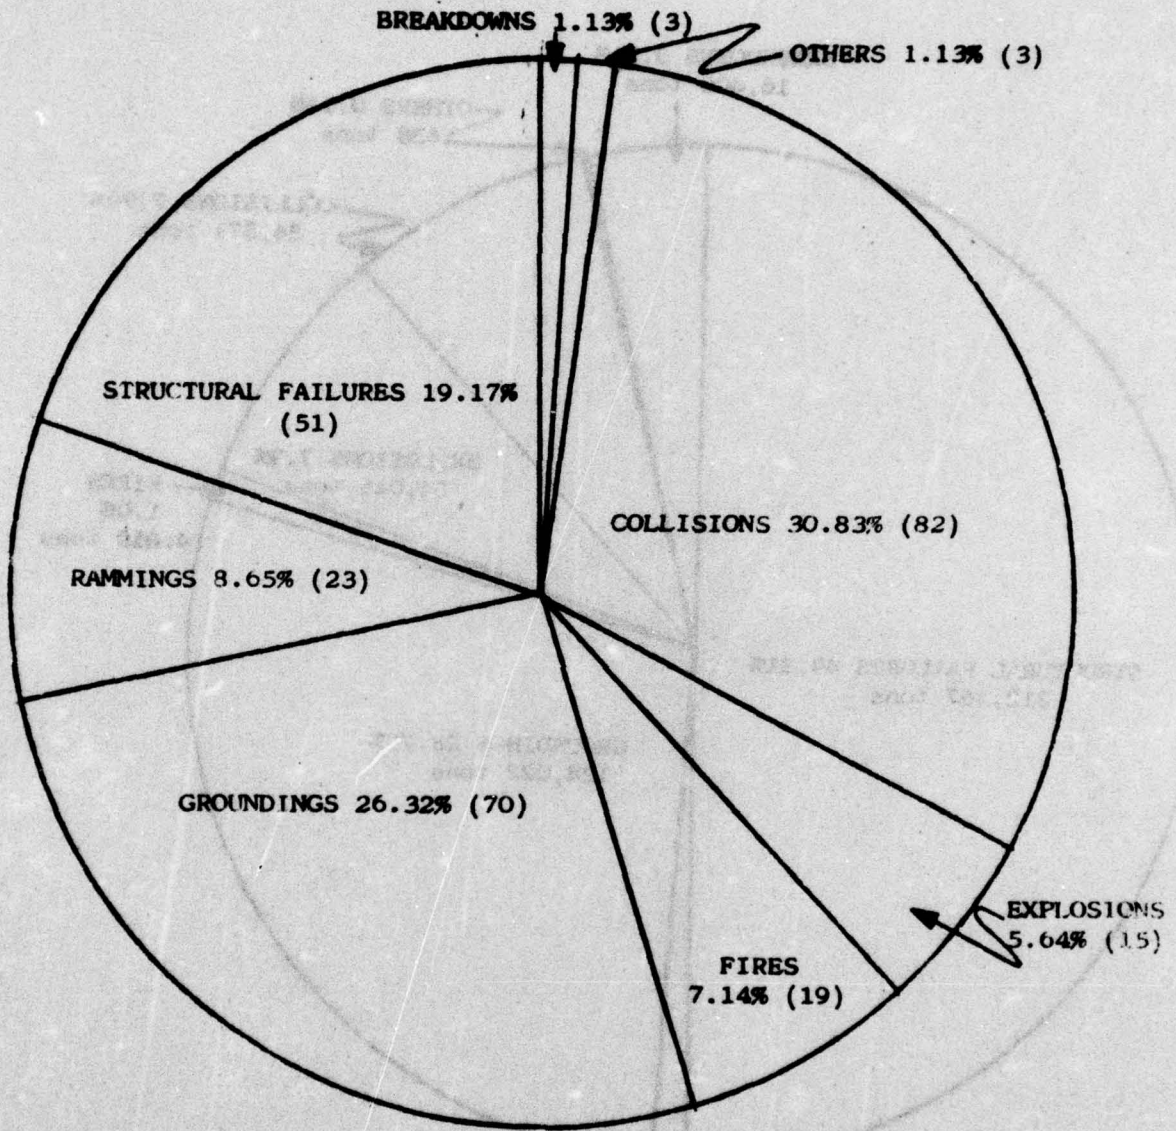 BREAKDOWNS 1.13% (3)
OTHERS 1.13% (3)
STRUCTURAL FAILURES 19.17%
(51)
COLLISIONS 30.83% (82)
RAMMINGS 8.65% (23)
GROUNDINGS 26.32% (70)
EXPLOSIONS
5.64% (15)
FIRES
7.14% (19)